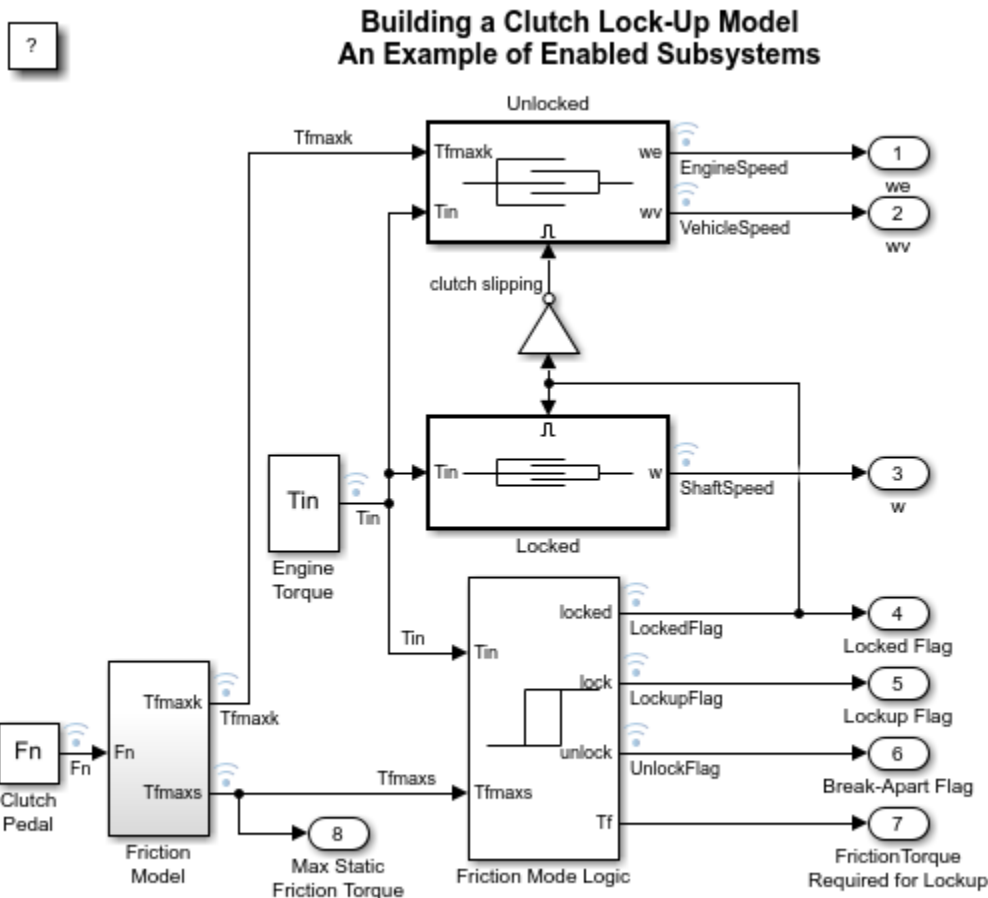 Building a Clutch Lock-Up Model
An Example of Enabled Subsystems
?
Unlocked
Tfmaxk
Tfmaxk
we
EngineSpeed
1
we
Tin
wv
VehicleSpeed
2
wv
clutch slipping
Tin
w
ShaftSpeed
3
w
Locked
Tin
Tin
Engine
Torque
locked
LockedFlag
4
Locked Flag
Tin
Tin
lock
LockupFlag
5
Lockup Flag
unlock
UnlockFlag
6
Break-Apart Flag
Tfmaxs
Tfmaxs
Tf
7
FrictionTorque
Required for Lockup
Friction Mode Logic
Tfmaxk
Tfmaxk
Fn
Fn
Fn
Clutch
Pedal
Tfmaxs
Friction
Model
8
Max Static
Friction Torque